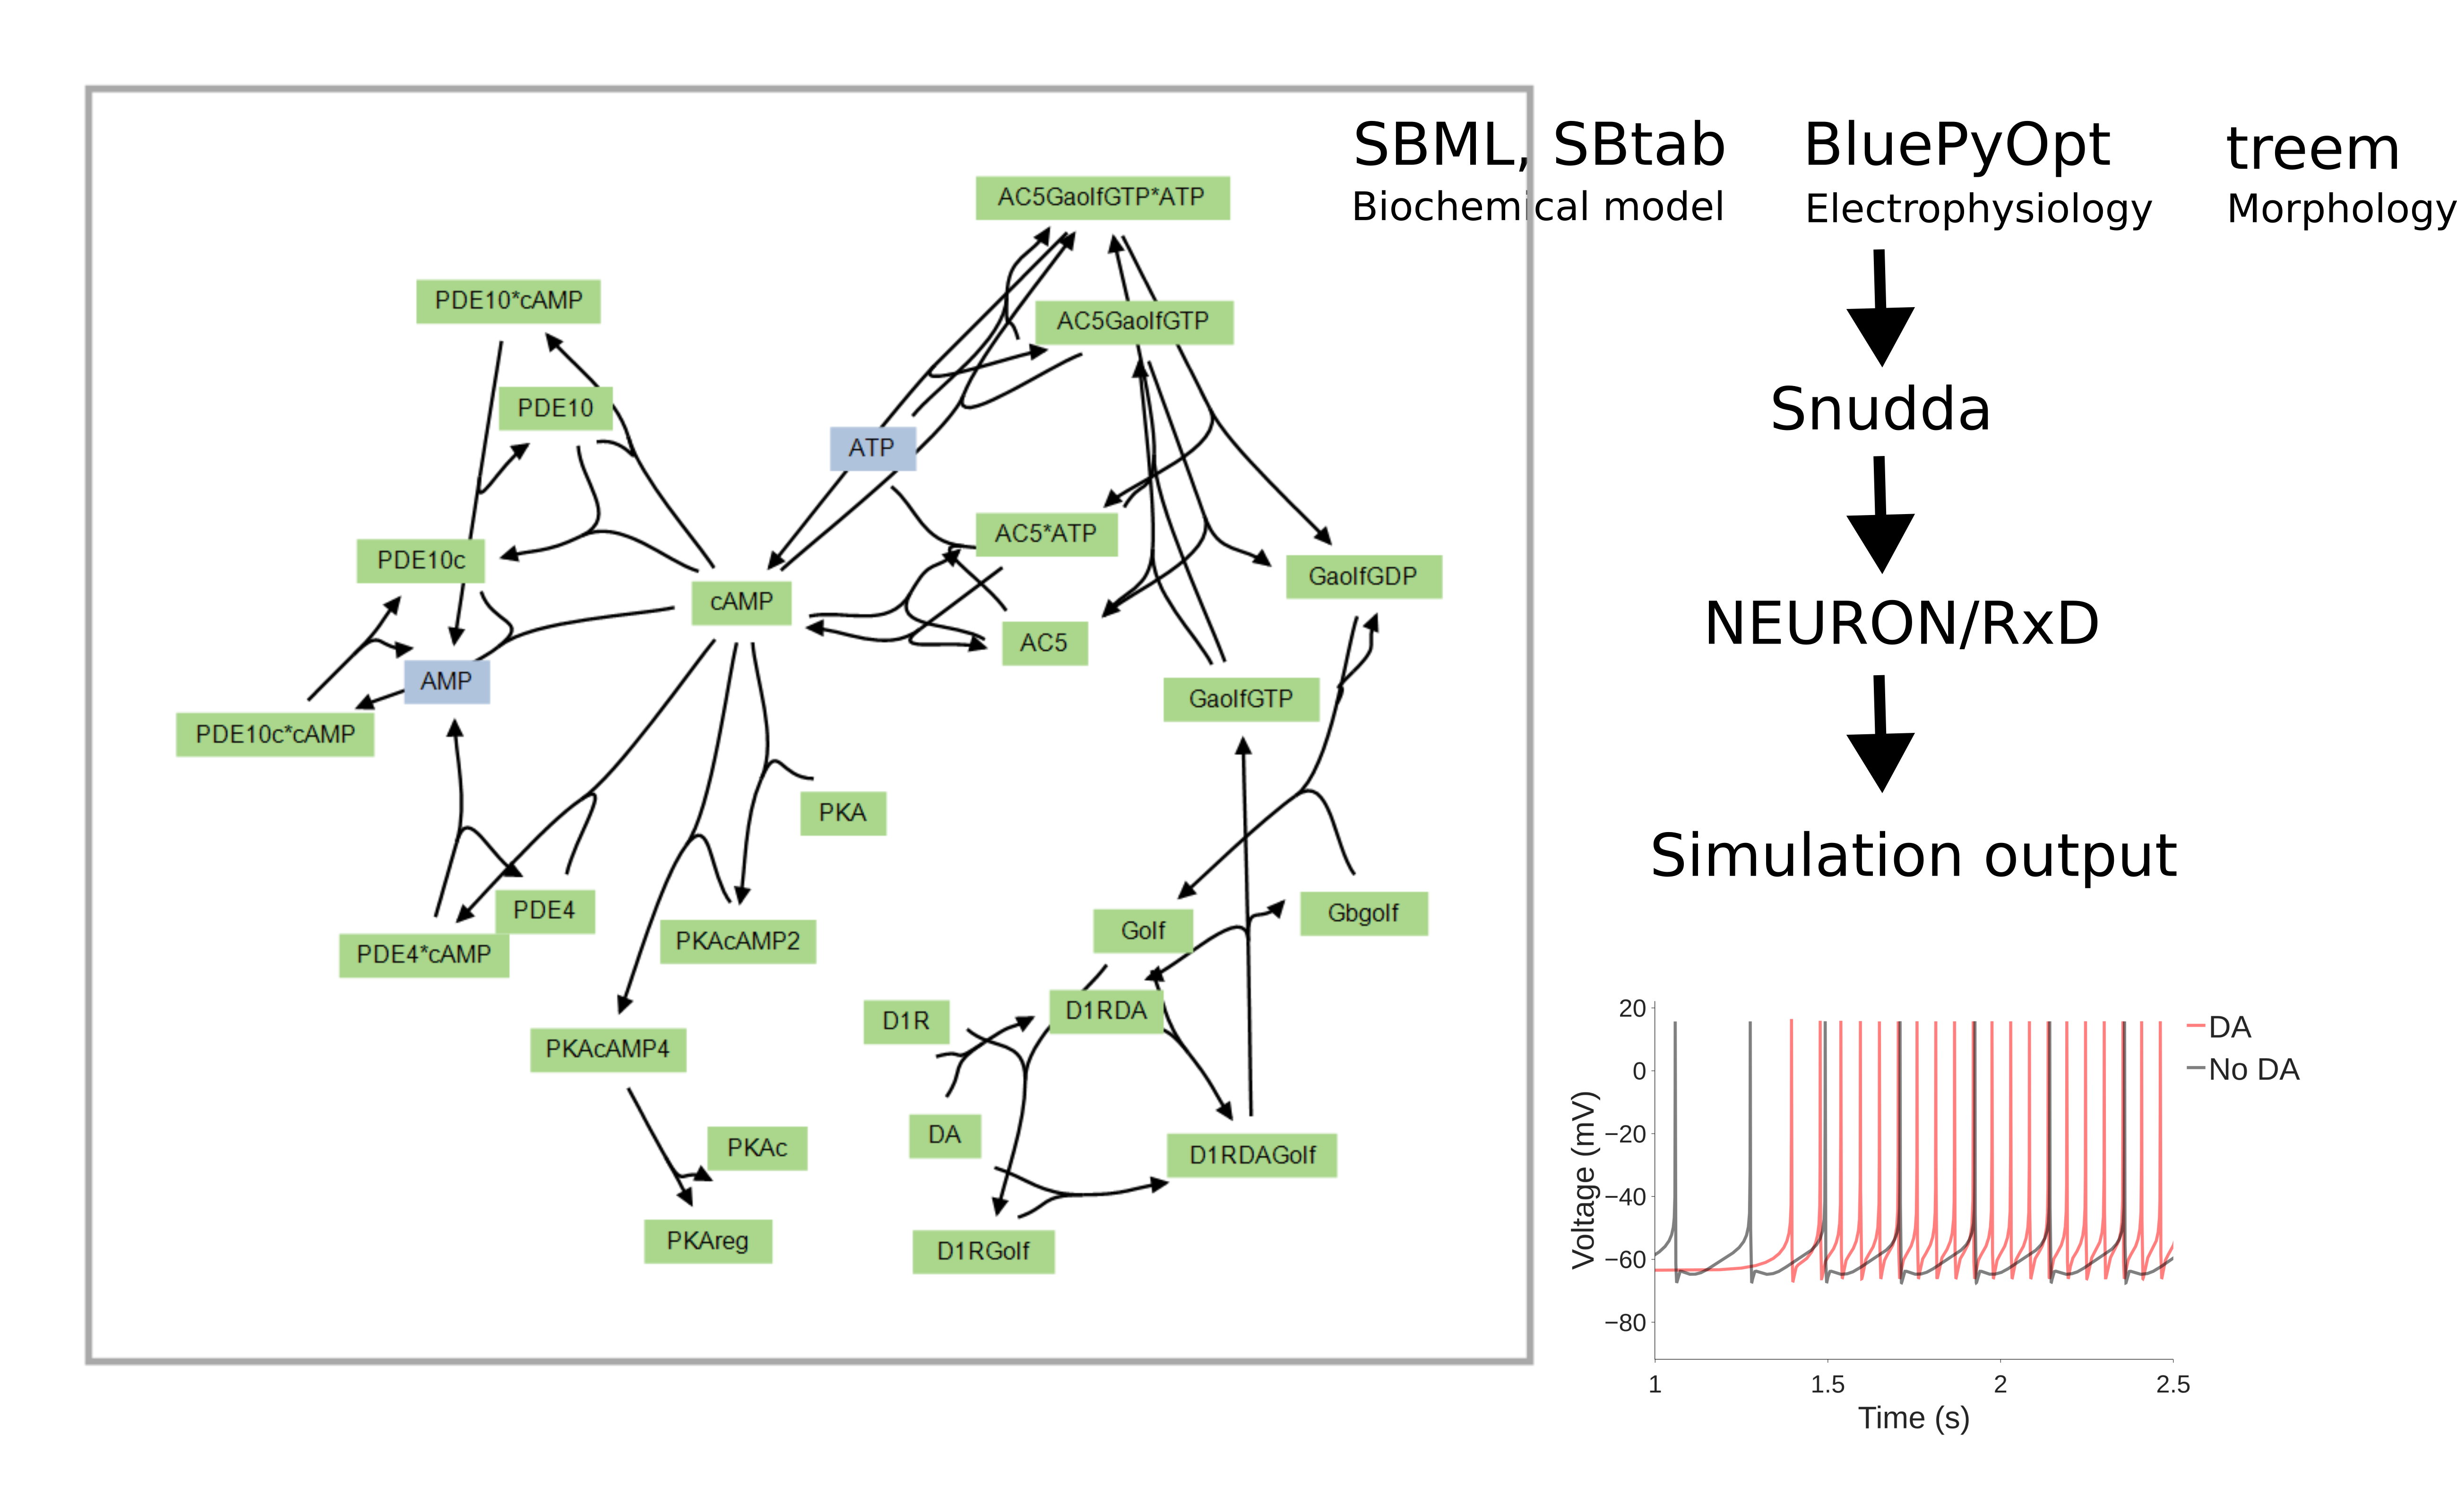 AC5GaolfGTP*ATP
PDE10*cAMP
AC5GaolfGTP
PDE10
ATP
AC5*ATP
PDE10c
GaolfGDP
cAMP
AC5
AMP
GaolfGTP
PDE10c*cAMP
PKA
PDE4
Gbgolf
Golf
PKAcAMP2
PDE4*cAMP
D1R
D1RDA
PKAcAMP4
DA
PKAc
D1RDAGolf
PKAreg
D1RGolf
SBML, SBtab
Biochemical model
BluePyOpt
Electrophysiology
treem
Morphology
Snudda
NEURON/RxD
Simulation output
20
0
−20
−40
−60
−80
Voltage (mV)
1
1.5
2
2.5
Time (s)
DA
No DA